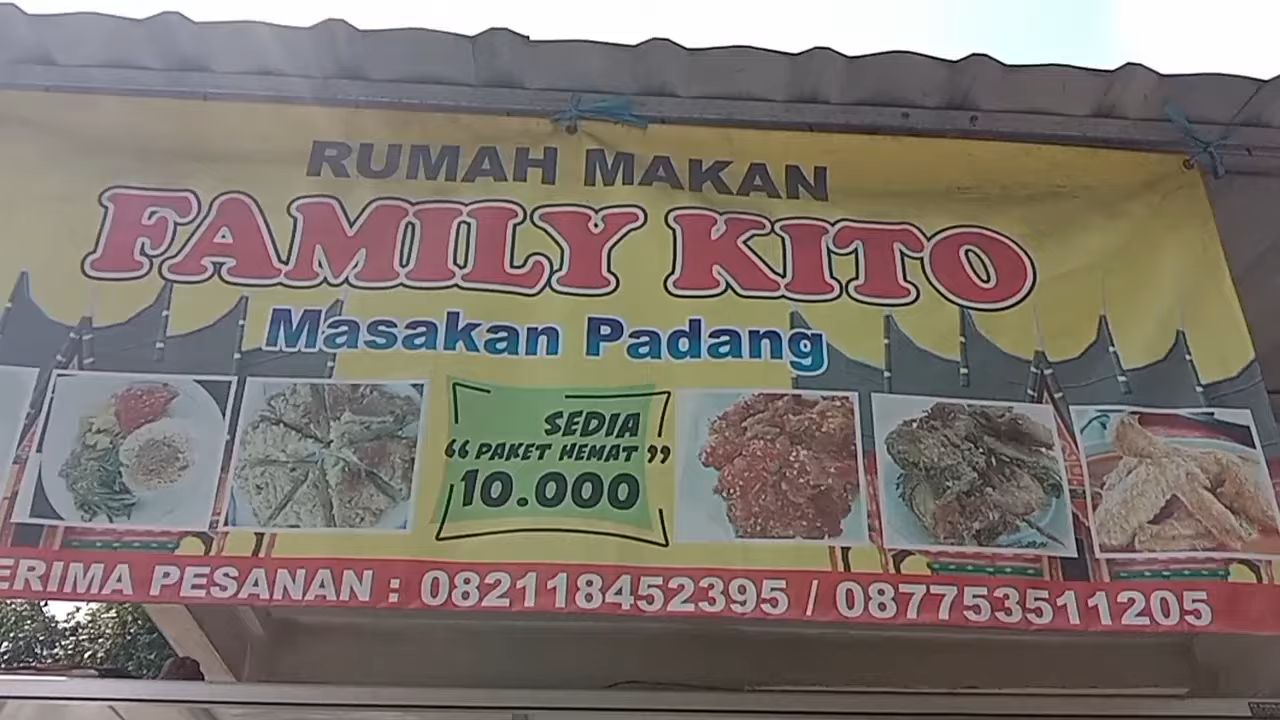 RUMAH MAKAN
FAMILY KITO
Masakan Padang
SEDIA
“PAKET HEMAT”
10.000
ERIMA PESANAN : 082118452395 / 087753511205